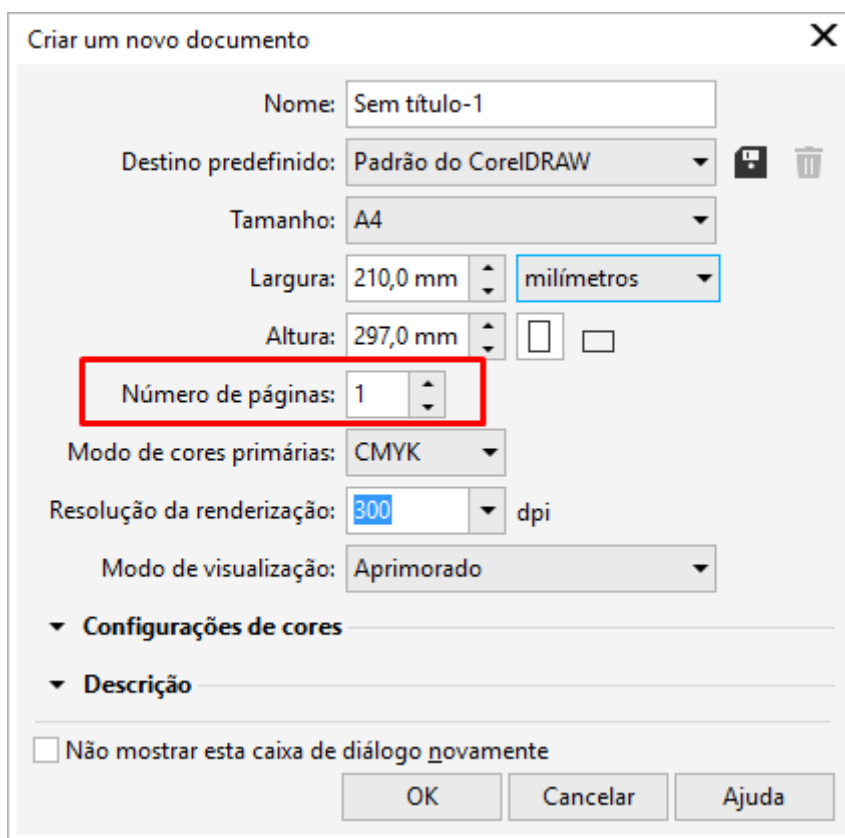 Criar um novo documento
Nome: Sem título-1
Destino predefinido: Padrão do CorelDRAW
Tamanho: A4
Largura: 210,0 mm milímetros
Altura: 297,0 mm
Número de páginas: 1
Modo de cores primárias: CMYK
Resolução da renderização: 300 dpi
Modo de visualização: Aprimorado
Configurações de cores
Descrição
Não mostrar esta caixa de diálogo novamente
OK Cancelar Ajuda